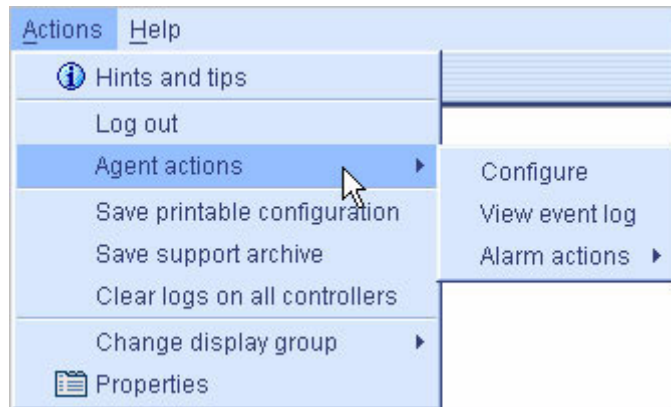 Actions Help
Hints and tips
Log out
Agent actions
Configure
Save printable configuration
View event log
Save support archive
Alarm actions
Clear logs on all controllers
Change display group
Properties